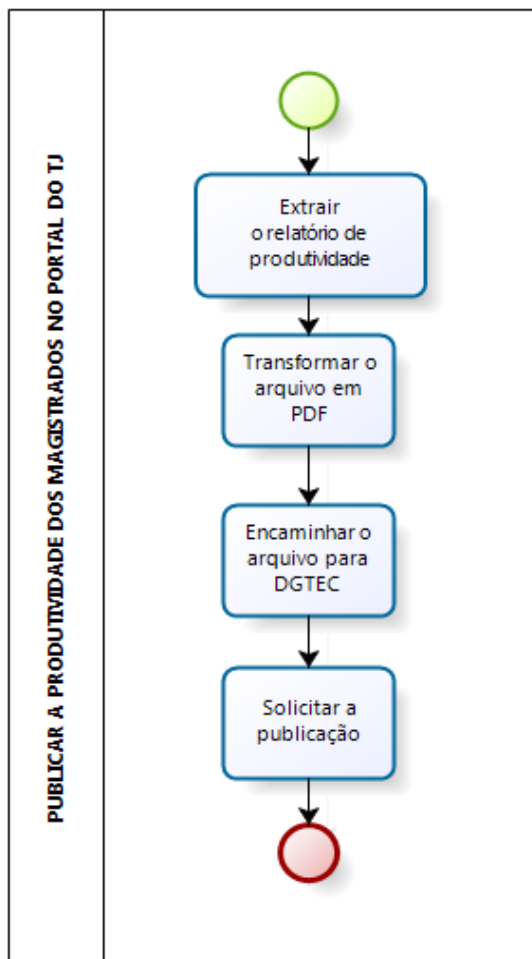 PUBLICAR A PRODUTIVIDADE DOS MAGISTRADOS NO PORTAL DO TJ
Extrair
o relatório de
produtividade
Transformar o
arquivo em
PDF
Encaminhar o
arquivo para
DGTEC
Solicitar a
publicação